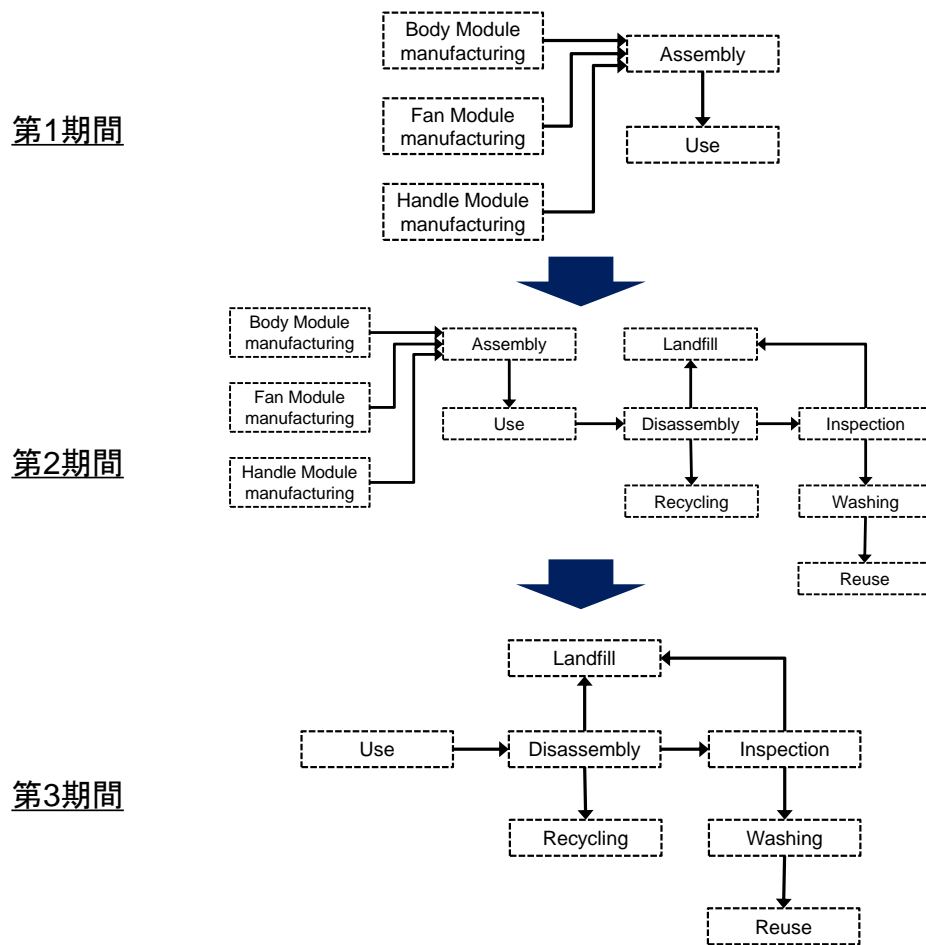 Body Module
manufacturing
Assembly
第1期間
Fan Module
manufacturing
Use
Handle Module
manufacturing
Body Module
manufacturing
Assembly
Landfill
Fan Module
manufacturing
Use
Disassembly
Inspection
第2期間
Handle Module
manufacturing
Recycling
Washing
Reuse
Landfill
Use
Disassembly
Inspection
第3期間
Recycling
Washing
Reuse